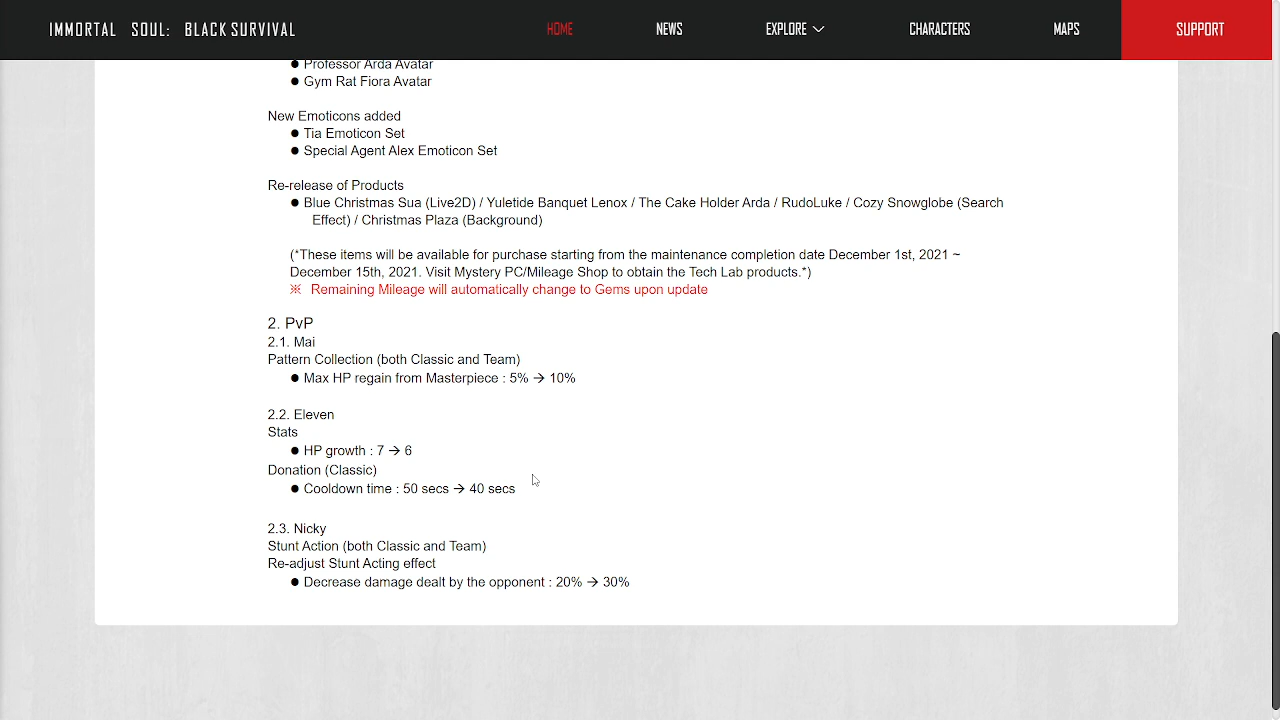 IMMORTAL SOUL: BLACK SURVIVAL
HOME
NEWS
EXPLORE
CHARACTERS
MAPS
SUPPORT
● Professor Arda Avatar
● Gym Rat Fiora Avatar
New Emoticons added
● Tia Emoticon Set
● Special Agent Alex Emoticon Set
Re-release of Products
● Blue Christmas Sua (Live2D) / Yuletide Banquet Lenox / The Cake Holder Arda / RudoLuke / Cozy Snowglobe (Search
Effect) / Christmas Plaza (Background)
(*These items will be available for purchase starting from the maintenance completion date December 1st, 2021 ~
December 15th, 2021. Visit Mystery PC/Mileage Shop to obtain the Tech Lab products.*)
※ Remaining Mileage will automatically change to Gems upon update
2. PvP
2.1. Mai
Pattern Collection (both Classic and Team)
● Max HP regain from Masterpiece : 5% → 10%
2.2. Eleven
Stats
● HP growth : 7 → 6
Donation (Classic)
● Cooldown time : 50 secs → 40 secs
2.3. Nicky
Stunt Action (both Classic and Team)
Re-adjust Stunt Acting effect
● Decrease damage dealt by the opponent : 20% → 30%